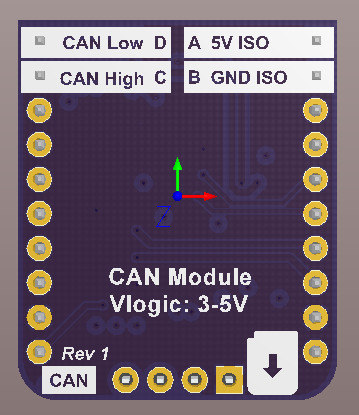 CAN Low D A 5V ISO
CAN High C B GND ISO
Z
CAN Module
Vlogic: 3-5V
Rev 1
CAN